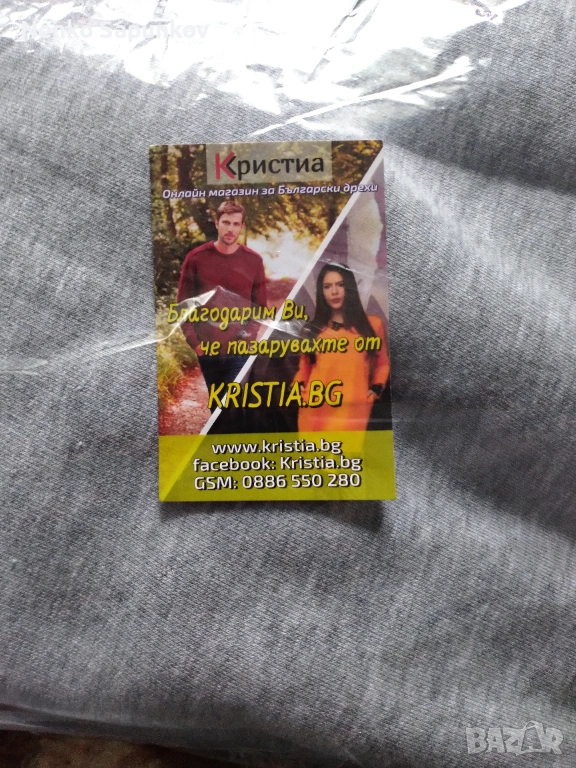 Кристиа
Онлайн магазин за Български дрехи
Благодарим Ви,
че пазарувахте от
KRISTIA.BG
www.kristia.bg
facebook: Kristia.bg
GSM: 0886 550 280
BAZAR